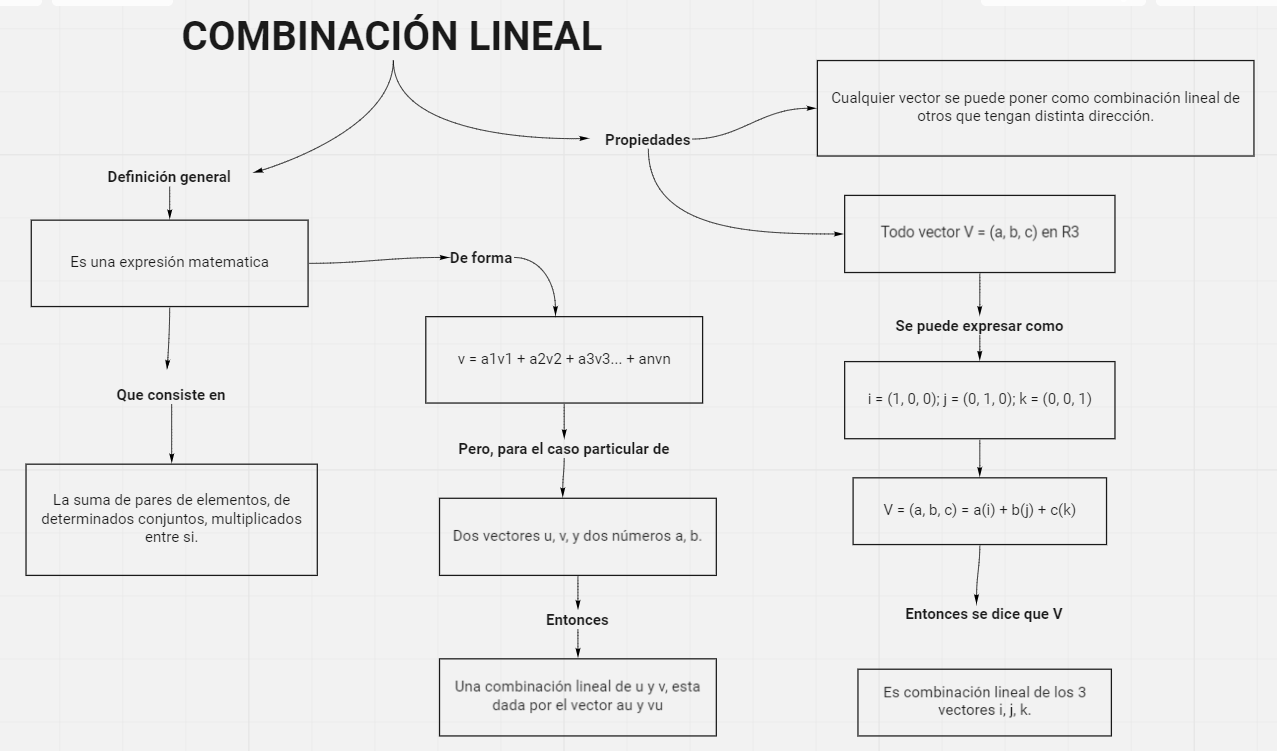 COMBINACIÓN LINEAL
Definición general
Es una expresión matematica
Que consiste en
La suma de pares de elementos, de
determinados conjuntos, multiplicados
entre si.
De forma
v = a1v1 + a2v2 + a3v3... + anvn
Pero, para el caso particular de
Dos vectores u, v, y dos números a, b.
Entonces
Una combinación lineal de u y v, esta
dada por el vector au y vu
Propiedades
Cualquier vector se puede poner como combinación lineal de
otros que tengan distinta dirección.
Todo vector V = (a, b, c) en R3
Se puede expresar como
i = (1, 0, 0); j = (0, 1, 0); k = (0, 0, 1)
V = (a, b, c) = a(i) + b(j) + c(k)
Entonces se dice que V
Es combinación lineal de los 3
vectores i, j, k.